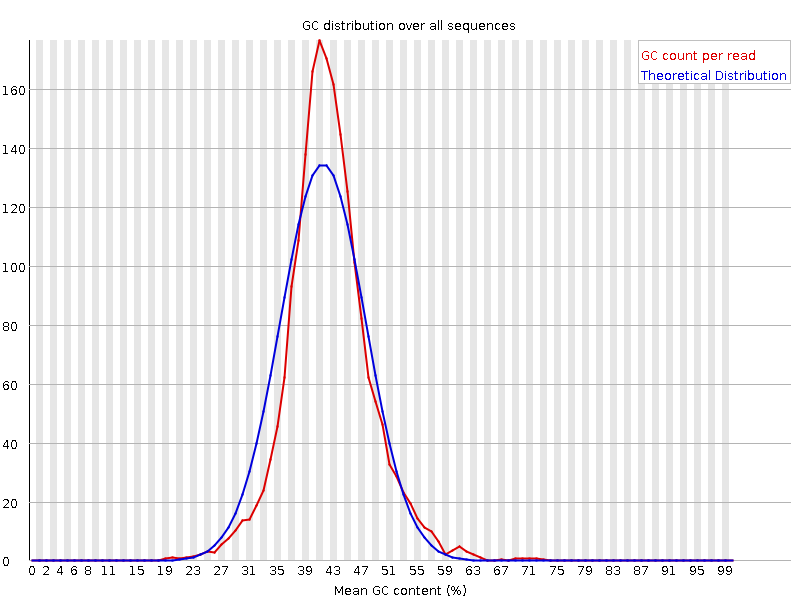 GC distribution over all sequences
GC count per read
Theoretical Distribution
160
140
120
100
80
60
40
20
0
0 2 4 6 8 11 15 19 23 27 31 35 39 43 47 51 55 59 63 67 71 75 79 83 87 91 95 99
Mean GC content (%)